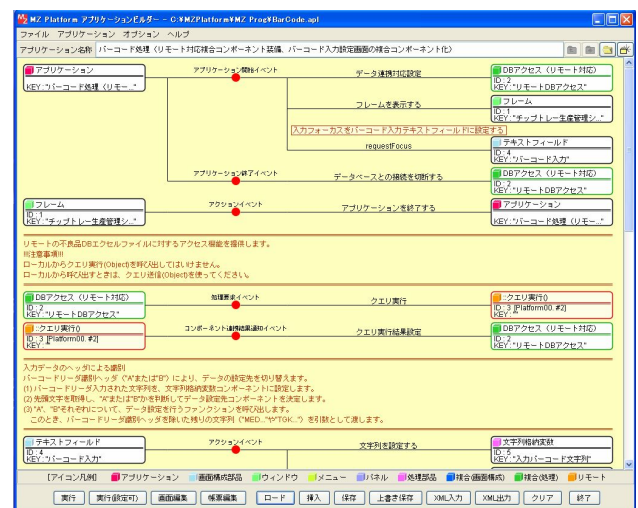 MZ Platform アプリケーションビルダー - C:¥MZPlatform¥MZ Prog¥BarCode.apl
ファイル アプリケーション オプション ヘルプ
アプリケーション名称 バーコード処理（リモート対応複合コンポーネント装備、バーコード入力設定画面の複合コンポーネント化）
アプリケーション
KEY:"バーコード処理（リモー..."
アプリケーション開始イベント
データ連携対応設定
DBアクセス（リモート対応）
ID:2
KEY:"リモートDBアクセス"
フレームを表示する
フレーム
ID:1
KEY:"チップトレー生産管理シ..."
入力フォーカスをバーコード入力テキストフィールドに設定する
requestFocus
テキストフィールド
ID:4
KEY:"バーコード入力"
アプリケーション終了イベント
データベースとの接続を切断する
DBアクセス（リモート対応）
ID:2
KEY:"リモートDBアクセス"
フレーム
ID:1
KEY:"チップトレー生産管理シ..."
アクションイベント
アプリケーションを終了する
アプリケーション
KEY:"バーコード処理（リモー..."
リモートの不良品DBエクセルファイルに対するアクセス機能を提供します。
!!!注意事項!!!
ローカルからクエリ実行(Object)を呼び出してはいけません。
ローカルから呼び出すときは、クエリ送信(Object)を使ってください。
DBアクセス（リモート対応）
ID:2
KEY:"リモートDBアクセス"
処理要求イベント
クエリ実行
::クエリ実行()
ID:3 [Platform00.#2]
KEY:
::クエリ実行()
ID:3 [Platform00.#2]
KEY:
コンポーネント連携結果通知イベント
クエリ実行結果設定
DBアクセス（リモート対応）
ID:2
KEY:"リモートDBアクセス"
入力データのヘッダによる識別
バーコードリーダ識別ヘッダ（"A"または"B"）により、データの設定先を切り替えます。
(1)バーコードリーダ入力された文字列を、文字列格納変数コンポーネントに設定します。
(2)先頭文字を取得し、"A"または"B"かを判断してデータ設定先コンポーネントを決定します。
(3)"A"、"B"それぞれについて、データ設定を行うファンクションを呼び出します。
このとき、バーコードリーダ識別ヘッダを除いた残りの文字列（"MED..."や"TOK..."）を引数として渡します。
テキストフィールド
ID:4
KEY:"バーコード入力"
アクションイベント
文字列を設定する
文字列格納変数
ID:5
KEY:"入力バーコード文字列"
[アイコン凡例] アプリケーション 画面構成部品 ウィンドウ メニュー パネル 処理部品 複合(画面構成) 複合(処理) リモート
実行 実行(設定可) 画面編集 帳票編集 ロード 挿入 保存 上書き保存 XML入力 XML出力 クリア 終了